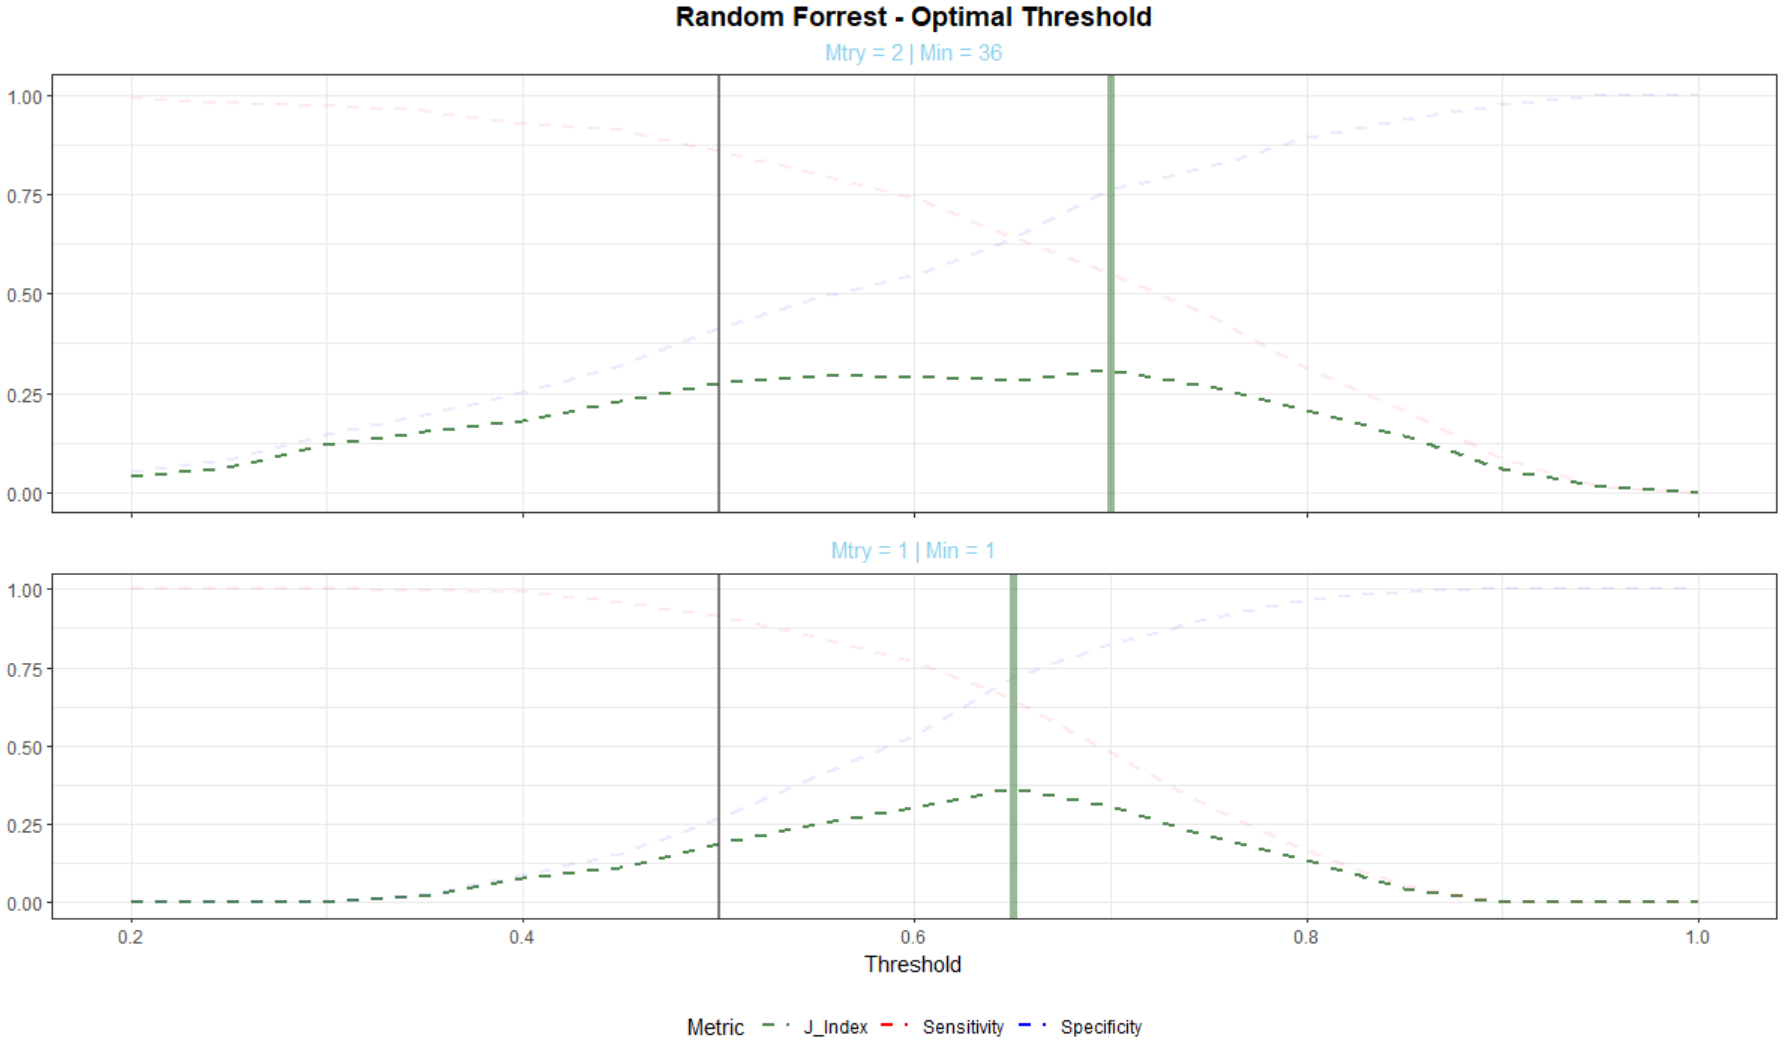 Random Forrest - Optimal Threshold
Mtry = 2 | Min = 36
1.00
0.75
0.50
0.25
0.00
Mtry = 1 | Min = 1
1.00
0.75
0.50
0.25
0.00
0.2 0.4 0.6 0.8 1.0
Threshold
Metric J_Index Sensitivity Specificity